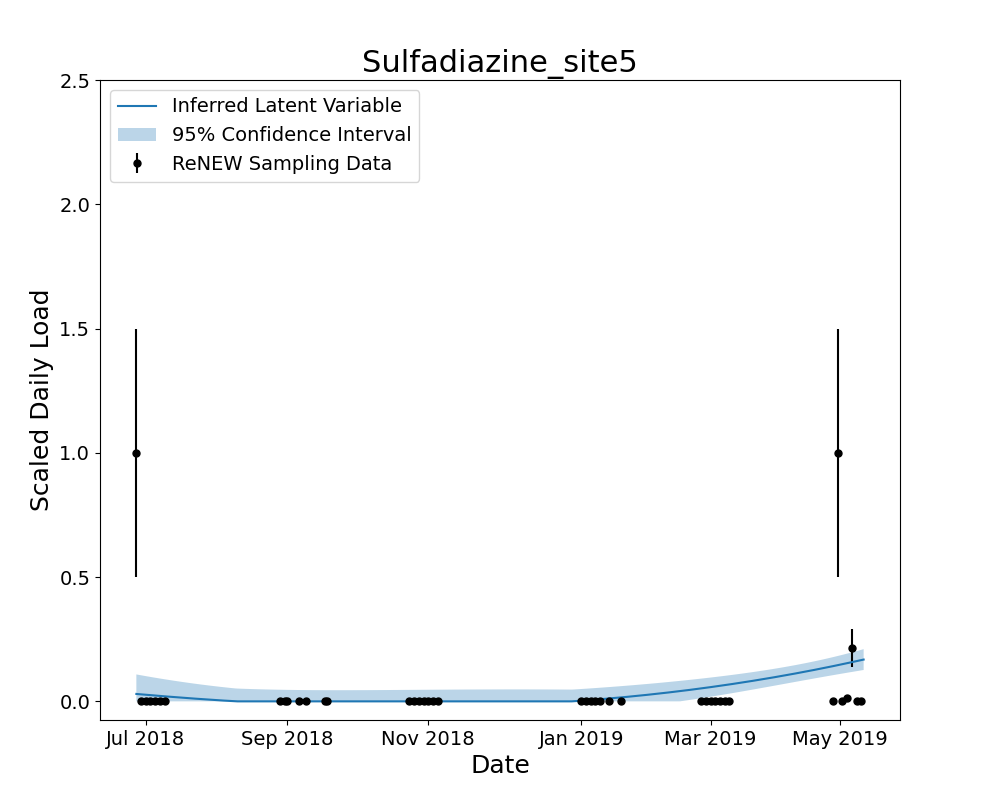 Sulfadiazine_site5
2.5
2.0
1.5
1.0
0.5
0.0
Scaled Daily Load
Inferred Latent Variable
95% Confidence Interval
ReNEW Sampling Data
Jul 2018 Sep 2018 Nov 2018 Jan 2019 Mar 2019 May 2019
Date